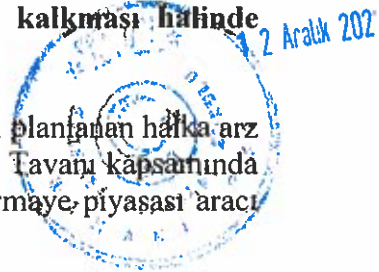 kalkması halinde
2 Aralık 202
planlanan halka arz
Tavanı kapsamında
rmaye piyasası aracı